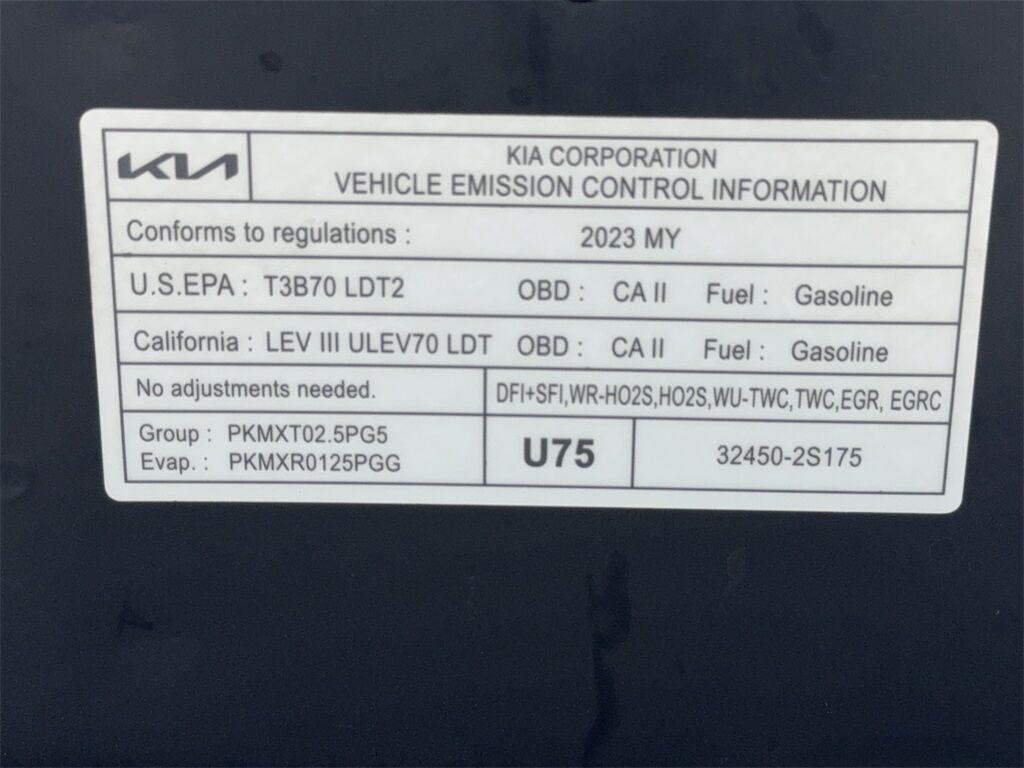 KIA
KIA CORPORATION
VEHICLE EMISSION CONTROL INFORMATION
Conforms to regulations : 2023 MY
U.S.EPA : T3B70 LDT2 OBD : CA II Fuel : Gasoline
California : LEV III ULEV70 LDT OBD : CA II Fuel : Gasoline
No adjustments needed.
DFI+SFI,WR-HO2S,HO2S,WU-TWC,TWC,EGR, EGRC
Group : PKMXT02.5PG5
Evap. : PKMXR0125PGG
U75
32450-2S175